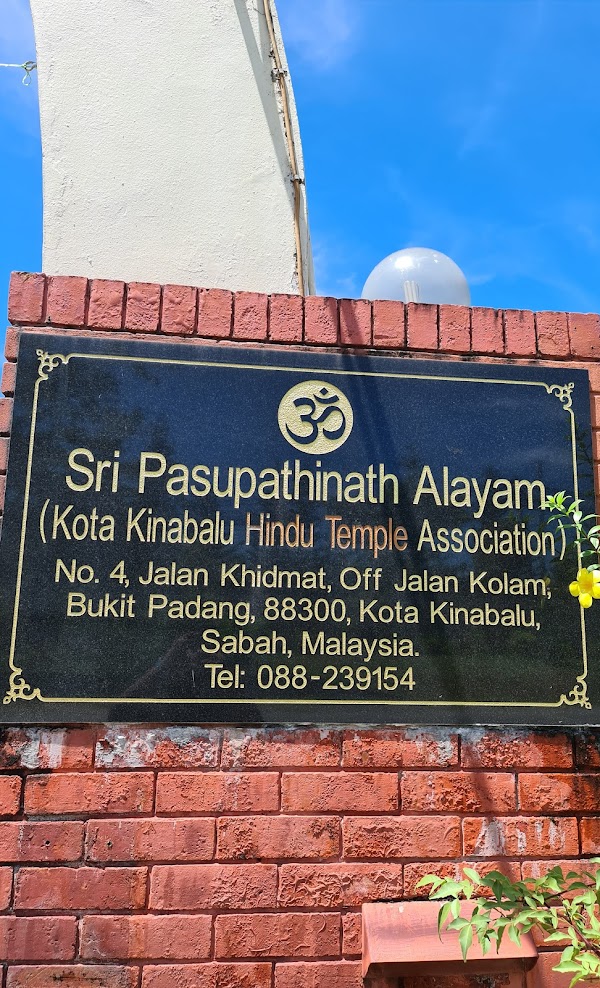 ॐ
Sri Pasupathinath Alayam
(Kota Kinabalu Hindu Temple Association)
No. 4, Jalan Khidmat, Off Jalan Kolam,
Bukit Padang, 88300, Kota Kinabalu,
Sabah, Malaysia.
Tel: 088-239154